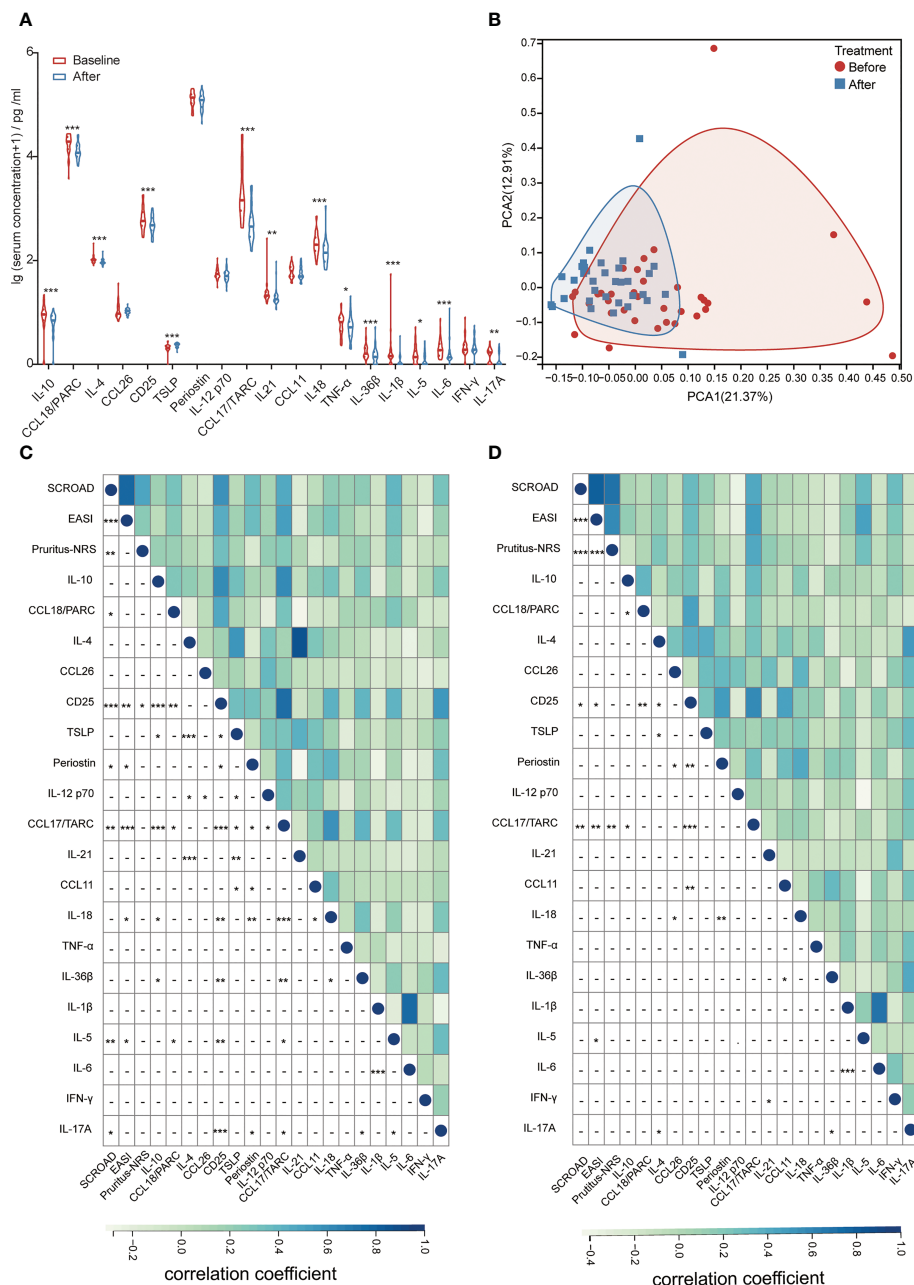 A
6
4
2
0
lg (serum concentration+1) / pg /ml
Baseline
After
*** *** *** *** *** *** ** *** * *** *** * *** **
IL-10
CCL18/PARC
IL-4
CCL26
CD25
TSLP
Periostin
IL-12 p70
CCL17/TARC
IL21
CCL11
IL-18
TNF-α
IL-36β
IL-1β
IL-5
IL-6
IFN-γ
IL-17A
B
0.7
0.6
0.5
0.4
0.3
0.2
0.1
0.0
−0.1
−0.2
PCA2(12.91%)
Treatment
Before
After
−0.15 −0.10 −0.05 0.00 0.05 0.10 0.15 0.20 0.25 0.30 0.35 0.40 0.45 0.50
PCA1(21.37%)
C
SCROAD
EASI ***
Pruritus-NRS ** -
IL-10 - - -
CCL18/PARC * - - -
IL-4 - - - - -
CCL26 - - - - - -
CD25 *** ** * *** ** - -
TSLP - - - * - *** - *
Periostin * * - - - - - * -
IL-12 p70 - - - - - * * - * -
CCL17/TARC ** *** - *** * - - *** * * *
IL-21 - - - - - *** - - ** - - -
CCL11 - - - - - - - - * * - - -
IL-18 - * - * - - - ** - ** - *** - *
TNF-α - - - - - - - - - - - - - - -
IL-36β - - - * - - - ** - - - ** - - * -
IL-1β - - - - - - - - - - - - - - - - -
IL-5 ** * - - * - - ** - - - * - - - - - -
IL-6 - - - - - - - - - - - - - - - - - *** -
IFN-γ - - - - - - - - - - - - - - - - - - - -
IL-17A * - - - - - - *** - * - * - - - - * - * - -
SCROAD
EASI
Pruritus-NRS
IL-10
CCL18/PARC
IL-4
CCL26
CD25
TSLP
Periostin
IL-12 p70
CCL17/TARC
IL-21
CCL11
IL-18
TNF-α
IL-36β
IL-1β
IL-5
IL-6
IFN-γ
IL-17A
−0.2 0.0 0.2 0.4 0.6 0.8 1.0
correlation coefficient
D
SCROAD
EASI ***
Prutitus-NRS *** ***
IL-10 - - -
CCL18/PARC - - - *
IL-4 - - - - -
CCL26 - - - - - -
CD25 * * - - ** * -
TSLP - - - - - * - -
Periostin - - - - - - * ** -
IL-12 p70 - - - - - - - - - -
CCL17/TARC ** ** ** * - - - *** - - -
IL-21 - - - - - - - - - - - -
CCL11 - - - - - - - ** - - - - -
IL-18 - - - - - - * - - ** - - - -
TNF-α - - - - - - - - - - - - - - -
IL-36β - - - - - - - - - - - - - * - -
IL-1β - - - - - - - - - - - - - - - - -
IL-5 - * - - - - - - - - . - - - - - - -
IL-6 - - - - - - - - - - - - - - - - - *** -
IFN-γ - - - - - - - - - - - - * - - - - - - -
IL-17A - - - - - * - - - - - - - - - - * - - - -
SCROAD
EASI
Prutitus-NRS
IL-10
CCL18/PARC
IL-4
CCL26
CD25
TSLP
Periostin
IL-12 p70
CCL17/TARC
IL-21
CCL11
IL-18
TNF-α
IL-36β
IL-1β
IL-5
IL-6
IFN-γ
IL-17A
−0.4 −0.2 0.0 0.2 0.4 0.6 0.8 1.0
correlation coefficient